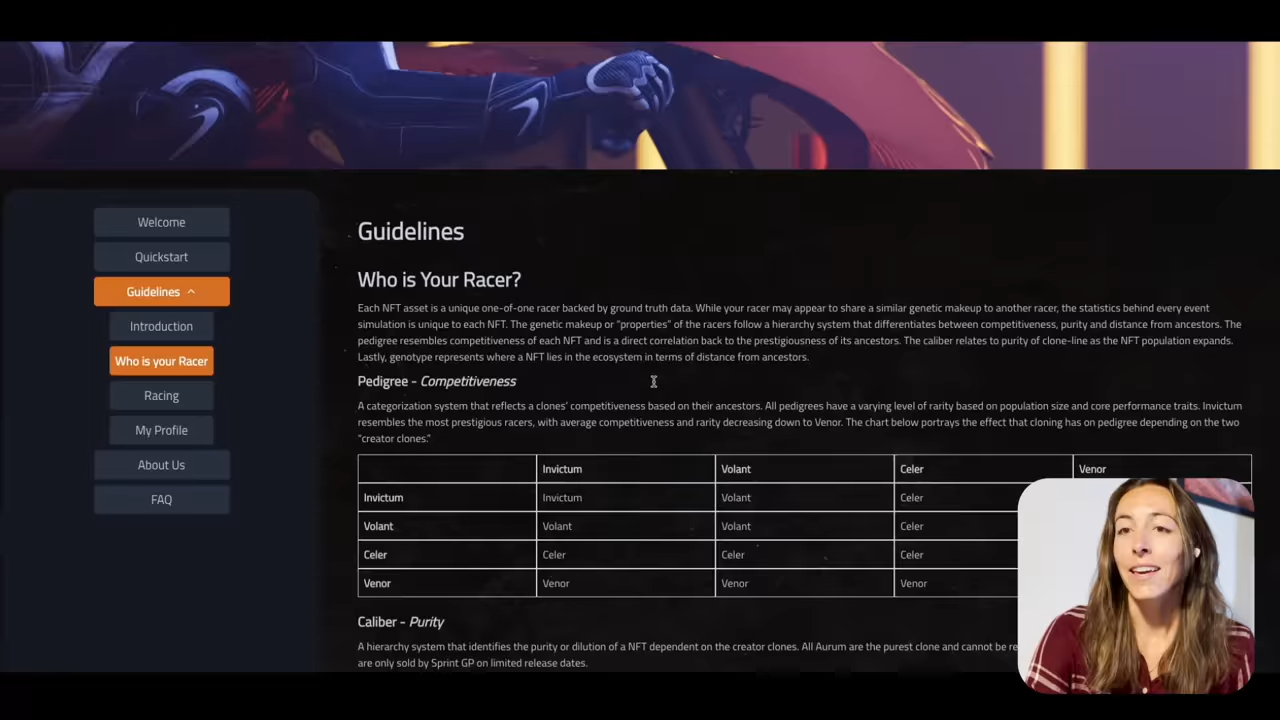 Welcome
Quickstart
Guidelines
Introduction
Who is your Racer
Racing
My Profile
About Us
FAQ
Guidelines
Who is Your Racer?
Each NFT asset is a unique one-of-one racer backed by ground truth data. While your racer may appear to share a similar genetic makeup to another racer, the statistics behind every event
simulation is unique to each NFT. The genetic makeup or “properties” of the racers follow a hierarchy system that differentiates between competitiveness, purity and distance from ancestors. The
pedigree resembles competitiveness of each NFT and is a direct correlation back to the prestigiousness of its ancestors. The caliber relates to purity of clone-line as the NFT population expands.
Lastly, genotype represents where a NFT lies in the ecosystem in terms of distance from ancestors.
Pedigree - Competitiveness
A categorization system that reflects a clones’ competitiveness based on their ancestors. All pedigrees have a varying level of rarity based on population size and core performance traits. Invictum
resembles the most prestigious racers, with average competitiveness and rarity decreasing down to Venor. The chart below portrays the effect that cloning has on pedigree depending on the two
“creator clones.”
Invictum Volant Celer Venor
Invictum Invictum Volant Celer
Volant Volant Volant Celer
Celer Celer Celer Celer
Venor Venor Venor Venor
Caliber - Purity
A hierarchy system that identifies the purity or dilution of a NFT dependent on the creator clones. All Aurum are the purest clone and cannot be
are only sold by Sprint GP on limited release dates.